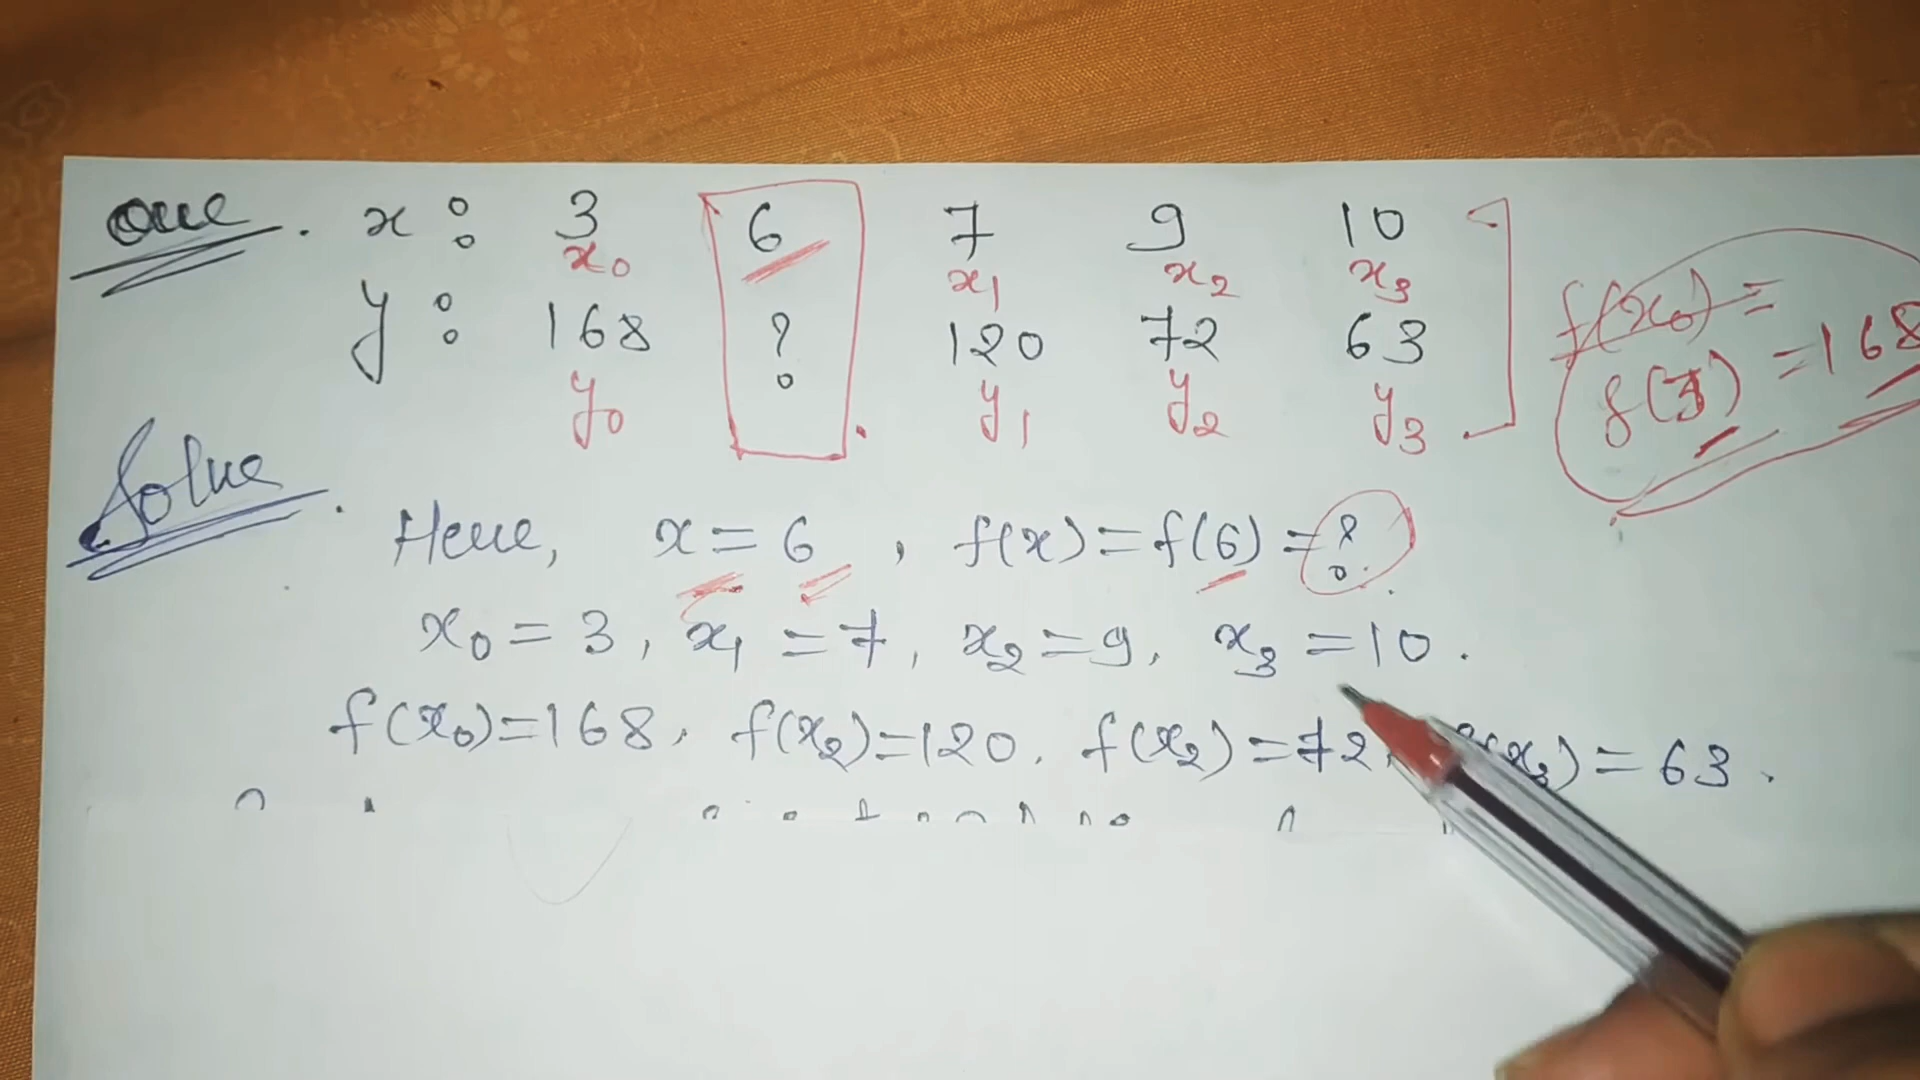 Que. x : 3 6 7 9 10
x₀ x₁ x₂ x₃
y : 168 ? 120 72 63
y₀ y₁ y₂ y₃
f(x₀) =
f(3) = 168
Solve.
Here, x = 6 , f(x) = f(6) = ?
x₀ = 3, x₁ = 7, x₂ = 9, x₃ = 10.
f(x₀) = 168, f(x₂) = 120, f(x₂) = 72, (x₃) = 63.